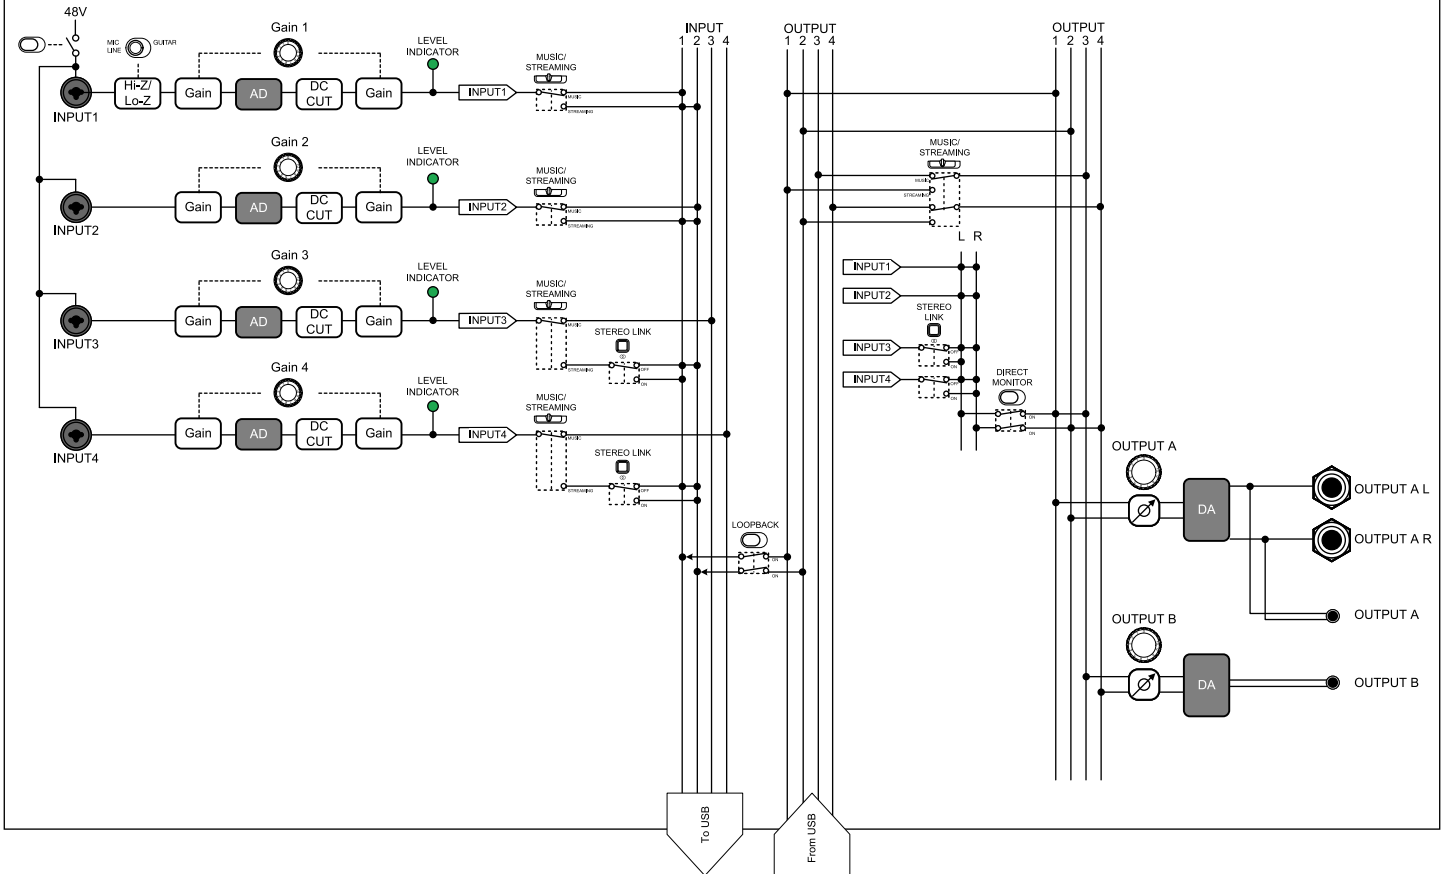 48V
MIC
LINE
GUITAR
Gain 1
LEVEL
INDICATOR
MUSIC/
STREAMING
Hi-Z/
Lo-Z
Gain
AD
DC
CUT
Gain
INPUT1
MUSIC
STREAMING
INPUT1
Gain 2
LEVEL
INDICATOR
MUSIC/
STREAMING
Gain
AD
DC
CUT
Gain
INPUT2
MUSIC
STREAMING
INPUT2
Gain 3
LEVEL
INDICATOR
MUSIC/
STREAMING
Gain
AD
DC
CUT
Gain
INPUT3
MUSIC
STEREO LINK
STREAMING
OFF
ON
INPUT3
Gain 4
LEVEL
INDICATOR
MUSIC/
STREAMING
Gain
AD
DC
CUT
Gain
INPUT4
MUSIC
STEREO LINK
STREAMING
OFF
ON
INPUT4
INPUT
1 2 3 4
OUTPUT
1 2 3 4
OUTPUT
1 2 3 4
MUSIC/
STREAMING
MUSIC
STREAMING
L R
INPUT1
INPUT2
STEREO
LINK
INPUT3
OFF
ON
INPUT4
OFF
ON
DIRECT
MONITOR
ON
ON
LOOPBACK
ON
ON
OUTPUT A
DA
OUTPUT A L
OUTPUT A R
OUTPUT A
OUTPUT B
DA
OUTPUT B
To USB
From USB